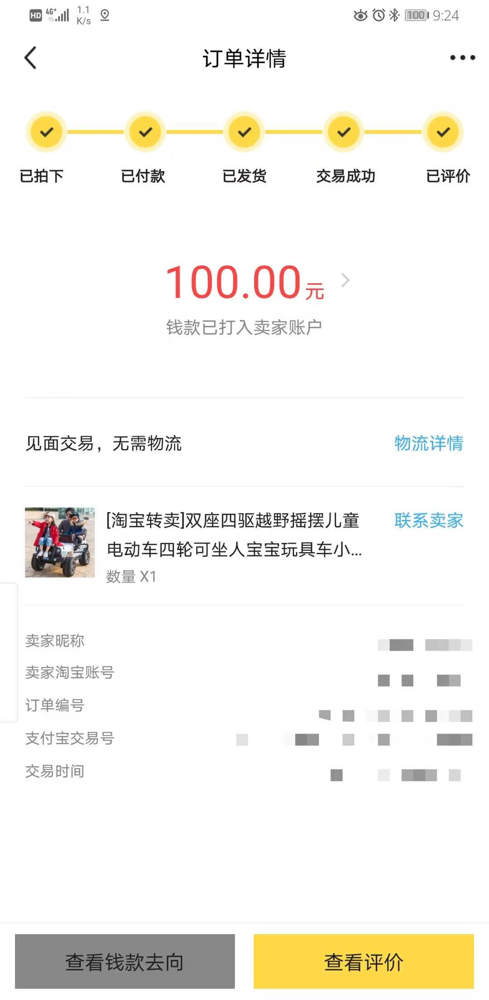 HD 4G+ 1.1 K/s 100 9:24
订单详情
已拍下 已付款 已发货 交易成功 已评价
100.00元
钱款已打入卖家账户
见面交易，无需物流 物流详情
[淘宝转卖]双座四驱越野摇摆儿童 联系卖家
电动车四轮可坐人宝宝玩具车小...
数量 X1
卖家昵称
卖家淘宝账号
订单编号
支付宝交易号
交易时间
查看钱款去向 查看评价